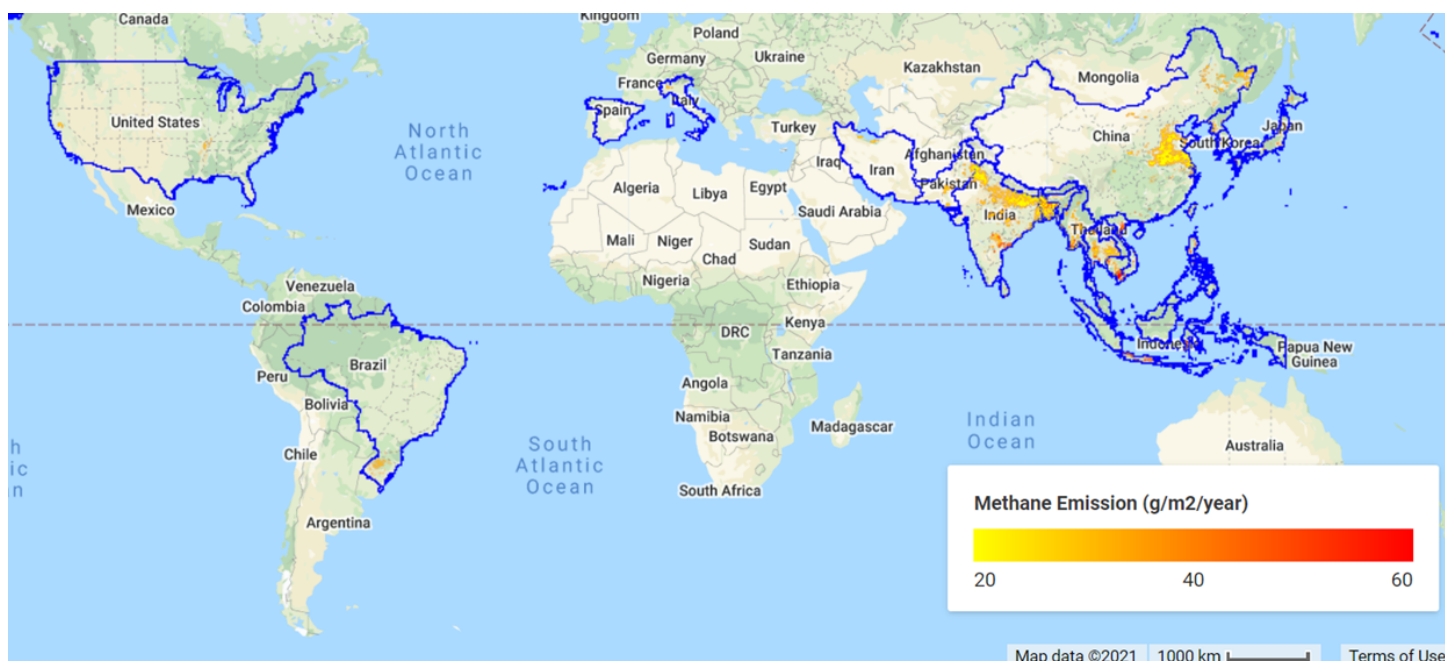 Canada
Kingdom
Poland
Germany
Ukraine
Kazakhstan
Mongolia
France
Italy
Spain
Turkey
United States
North
Atlantic
Ocean
China
Japan
South Korea
Afghanistan
Iraq
Iran
Pakistan
Algeria
Libya
Egypt
Saudi Arabia
India
Mexico
Mali
Niger
Chad
Sudan
Thailand
Nigeria
Ethiopia
Venezuela
Colombia
DRC
Kenya
Tanzania
Indonesia
Papua New
Guinea
Peru
Brazil
Bolivia
Angola
Namibia
Botswana
Madagascar
Indian
Ocean
Chile
South
Atlantic
Ocean
South Africa
Australia
Argentina
h
ic
n
Methane Emission (g/m2/year)
20 40 60
Map data ©2021 1000 km Terms of Use